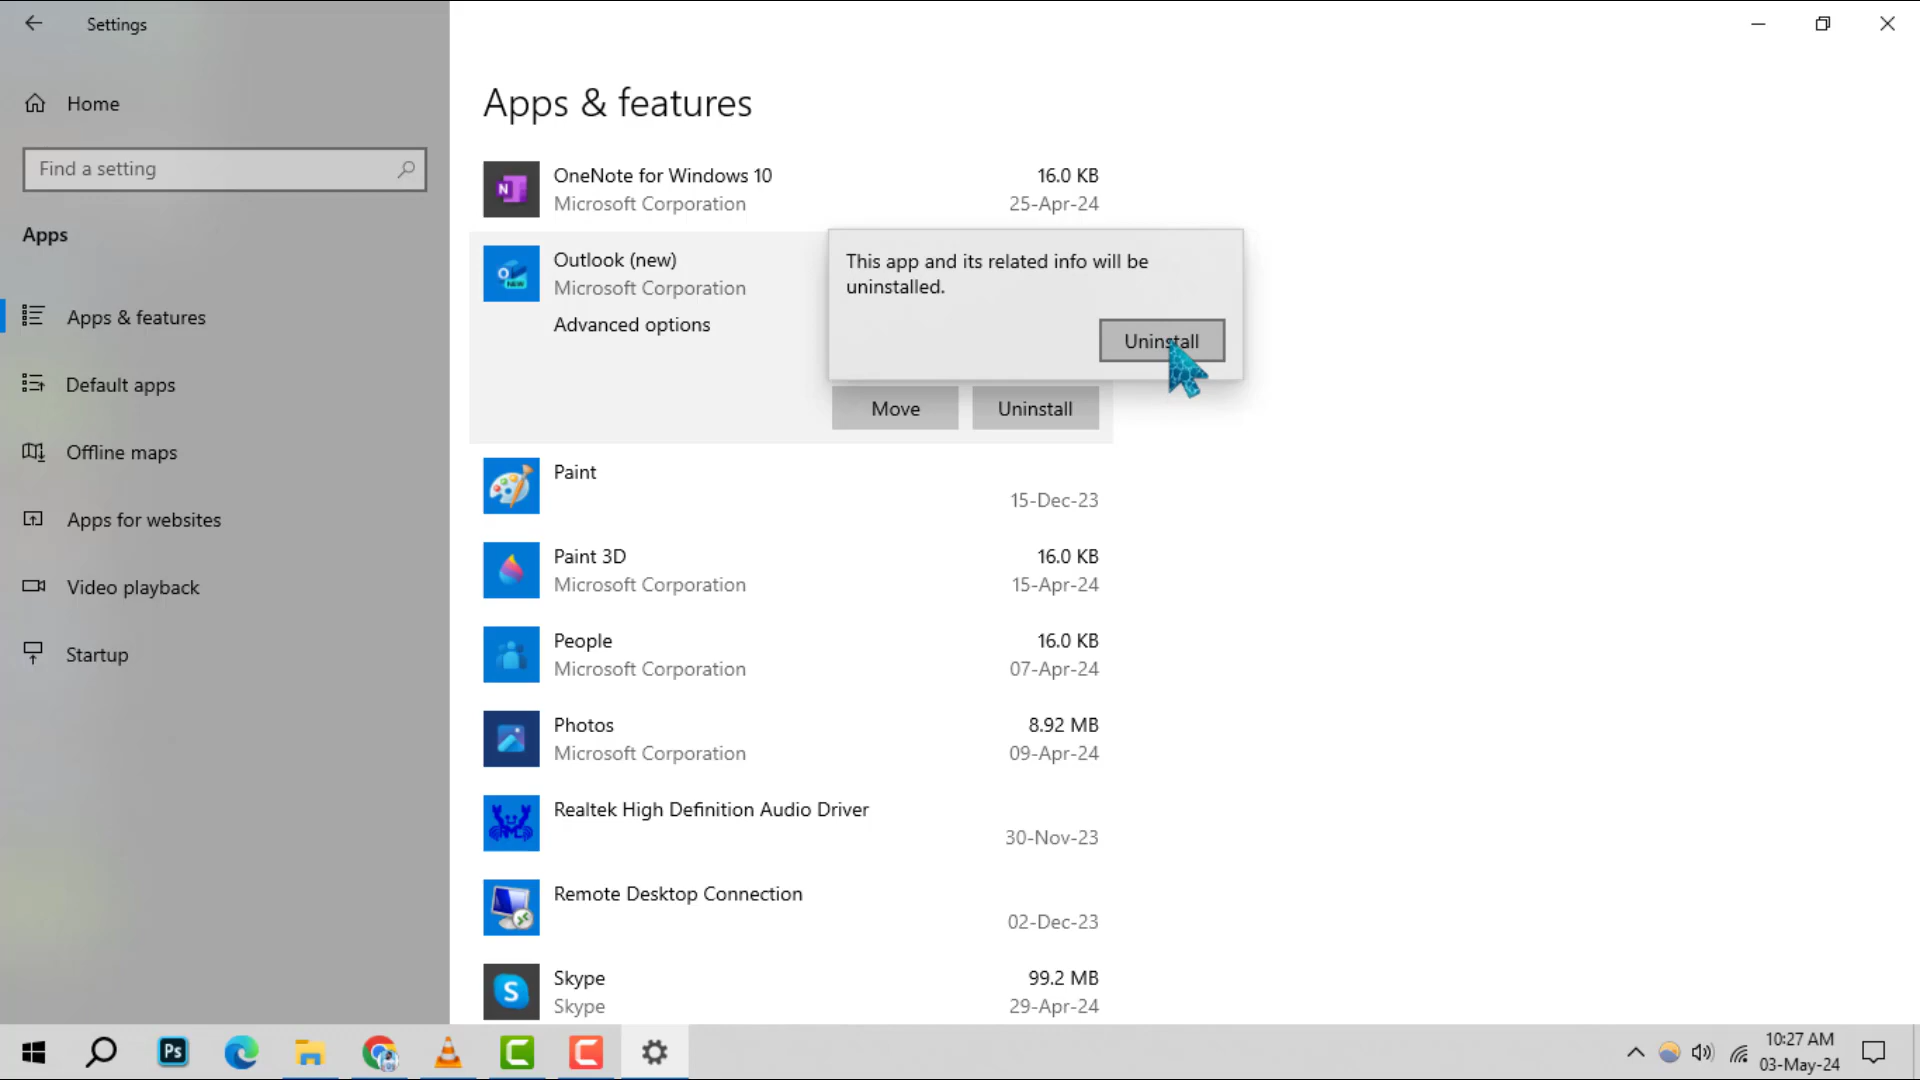 Settings
Home
Find a setting
Apps
Apps & features
Default apps
Offline maps
Apps for websites
Video playback
Startup
Apps & features
OneNote for Windows 10 16.0 KB
Microsoft Corporation 25-Apr-24
Outlook (new)
Microsoft Corporation
Advanced options
This app and its related info will be
uninstalled.
Uninstall
Move Uninstall
Paint
15-Dec-23
Paint 3D 16.0 KB
Microsoft Corporation 15-Apr-24
People 16.0 KB
Microsoft Corporation 07-Apr-24
Photos 8.92 MB
Microsoft Corporation 09-Apr-24
Realtek High Definition Audio Driver
30-Nov-23
Remote Desktop Connection
02-Dec-23
Skype 99.2 MB
Skype 29-Apr-24
Ps
10:27 AM
03-May-24